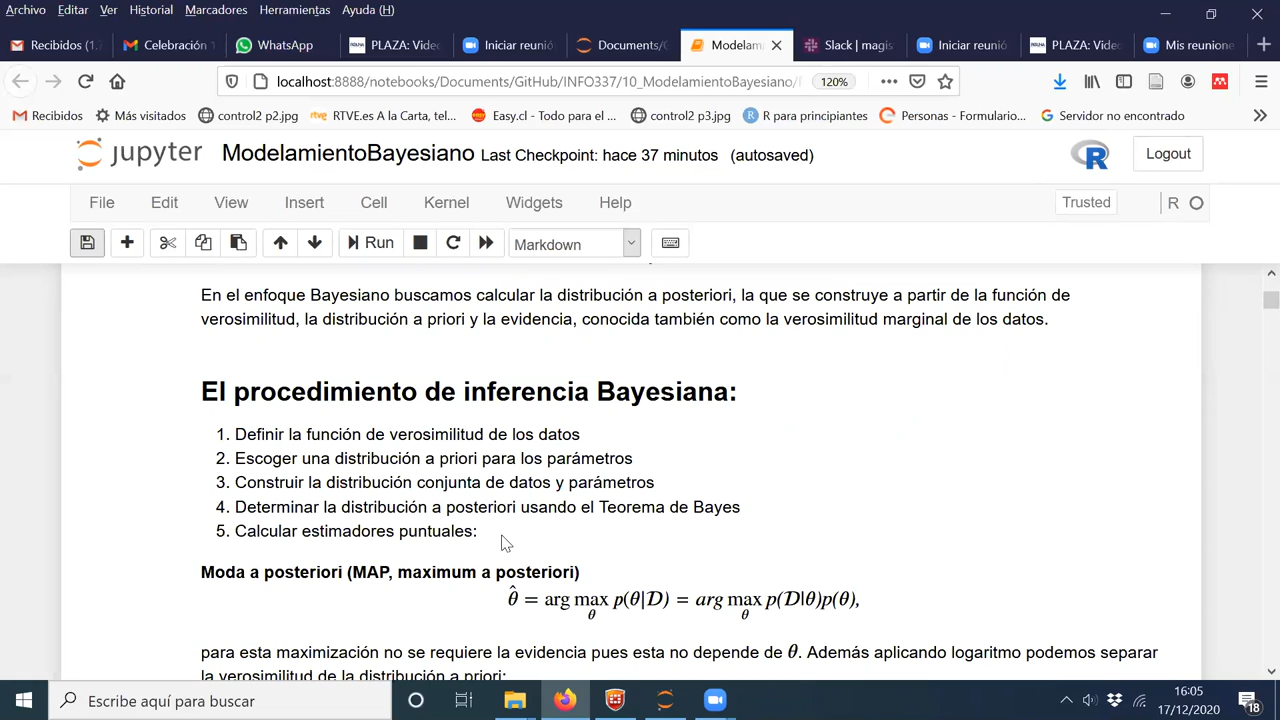 Archivo Editar Ver Historial Marcadores Herramientas Ayuda (H)
Recibidos (1. Celebración WhatsApp PLAZA: Vide Iniciar reunió Documents/ Modelam Slack | magis Iniciar reunió PLAZA: Vide Mis reunione
localhost:8888/notebooks/Documents/GitHub/INFO337/10_ModelamientoBayesiano/ 120%
Recibidos Más visitados control2 p2.jpg RTVE.es A la Carta, tel... Easy.cl - Todo para el ... control2 p3.jpg R para principiantes Personas - Formulario... Servidor no encontrado
jupyter ModelamientoBayesiano Last Checkpoint: hace 37 minutos (autosaved) R Logout
File Edit View Insert Cell Kernel Widgets Help Trusted R
Run Markdown
En el enfoque Bayesiano buscamos calcular la distribución a posteriori, la que se construye a partir de la función de
verosimilitud, la distribución a priori y la evidencia, conocida también como la verosimilitud marginal de los datos.
El procedimiento de inferencia Bayesiana:
1. Definir la función de verosimilitud de los datos
2. Escoger una distribución a priori para los parámetros
3. Construir la distribución conjunta de datos y parámetros
4. Determinar la distribución a posteriori usando el Teorema de Bayes
5. Calcular estimadores puntuales:
Moda a posteriori (MAP, maximum a posteriori)
θ̂ = arg max_θ p(θ|𝒟) = arg max_θ p(𝒟|θ)p(θ),
para esta maximización no se requiere la evidencia pues esta no depende de θ. Además aplicando logaritmo podemos separar
la verosimilitud de la distribución a priori:
Escribe aquí para buscar 16:05
17/12/2020 18